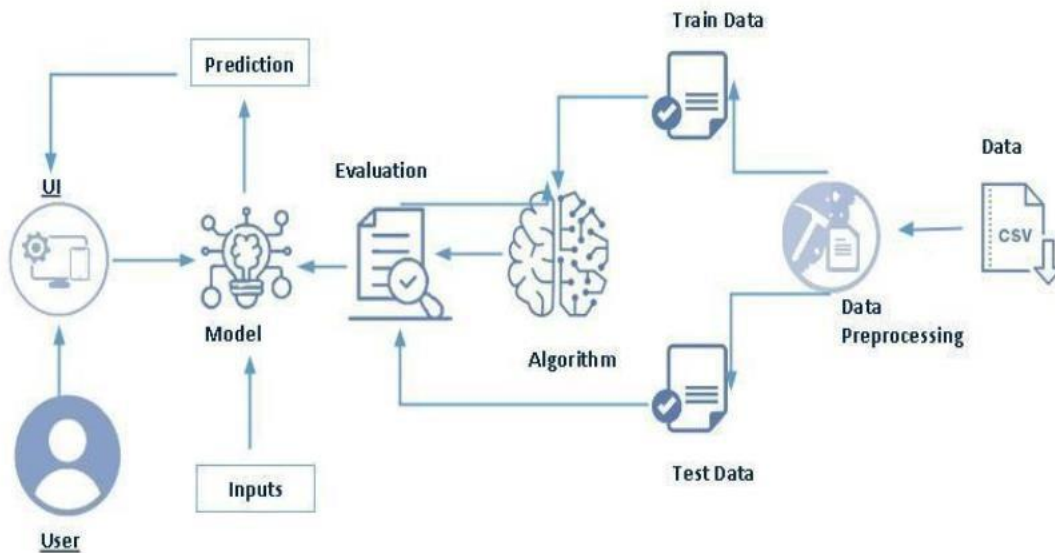 Train Data
Prediction
Data
Evaluation
UI
CSV
Model
Data
Preprocessing
Algorithm
Test Data
Inputs
User